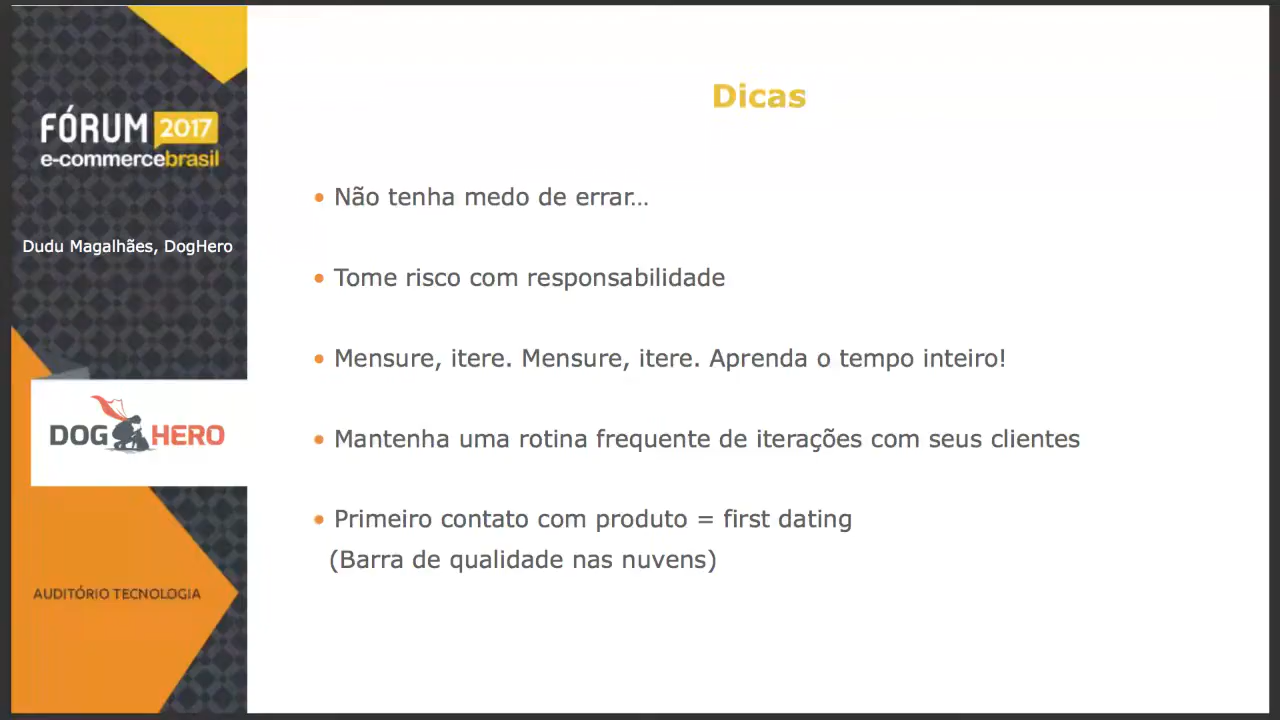 FÓRUM 2017
e-commercebrasil
Dudu Magalhães, DogHero
DOG HERO
AUDITÓRIO TECNOLOGIA
Dicas
• Não tenha medo de errar...
• Tome risco com responsabilidade
• Mensure, itere. Mensure, itere. Aprenda o tempo inteiro!
• Mantenha uma rotina frequente de iterações com seus clientes
• Primeiro contato com produto = first dating
(Barra de qualidade nas nuvens)